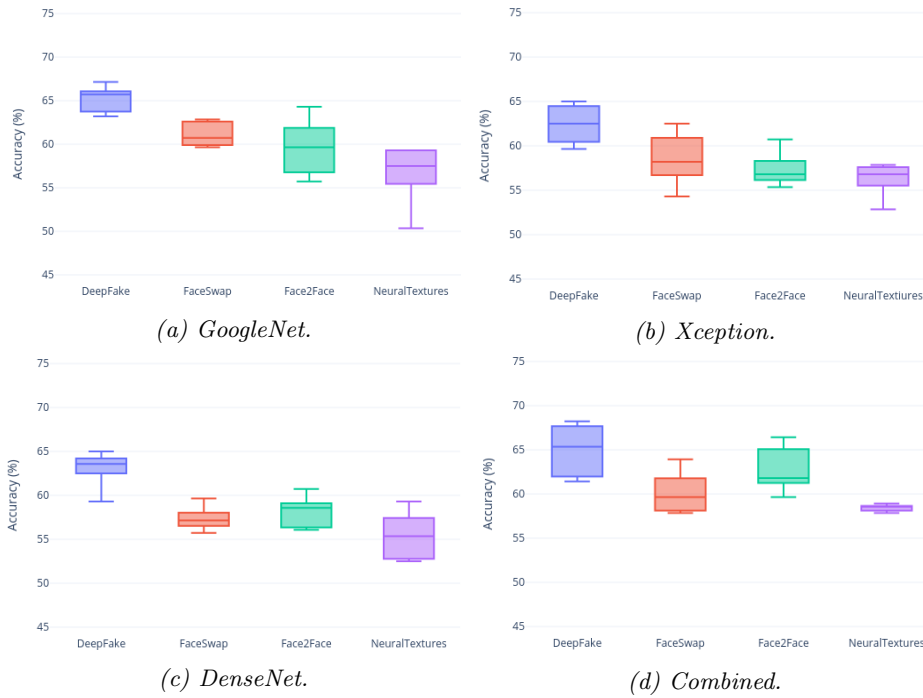 75
70
65
60
55
50
45
Accuracy (%)
DeepFake FaceSwap Face2Face NeuralTextures
(a) GoogleNet.
75
70
65
60
55
50
45
Accuracy (%)
DeepFake FaceSwap Face2Face NeuralTextiures
(b) Xception.
75
70
65
60
55
50
45
Accuracy (%)
DeepFake FaceSwap Face2Face NeuralTextures
(c) DenseNet.
75
70
65
60
55
50
45
Accuracy (%)
DeepFake FaceSwap Face2Face NeuralTextures
(d) Combined.